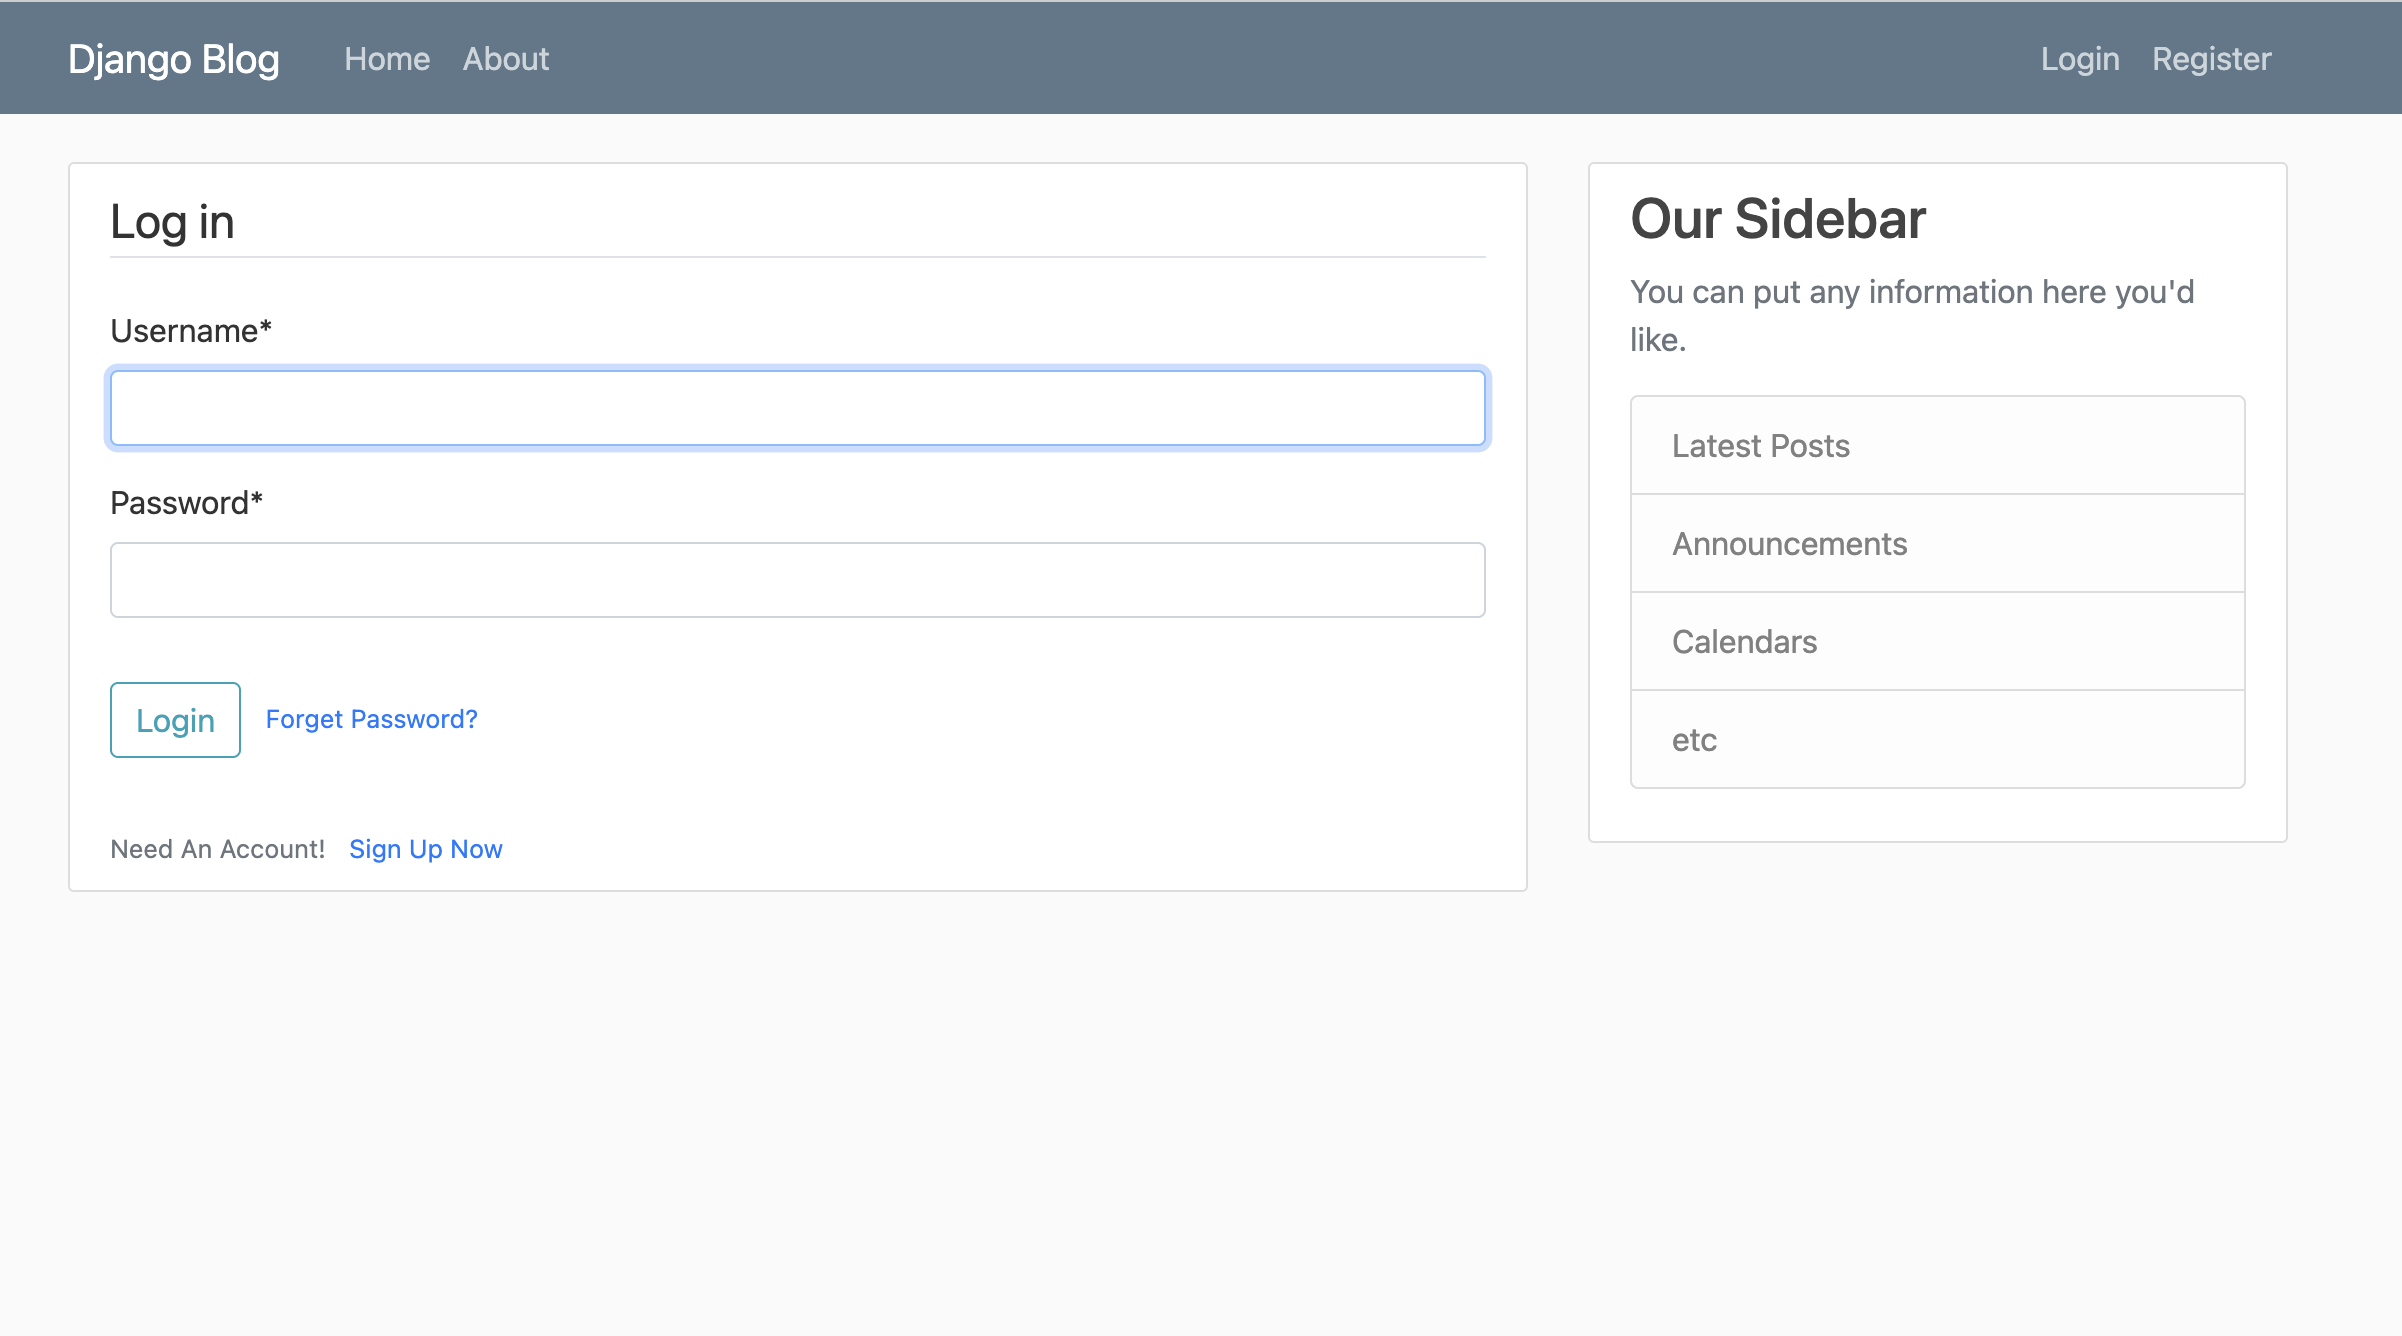 Django Blog Home About Login Register
Log in
Username*
Password*
Login Forget Password?
Need An Account! Sign Up Now
Our Sidebar
You can put any information here you'd
like.
Latest Posts
Announcements
Calendars
etc